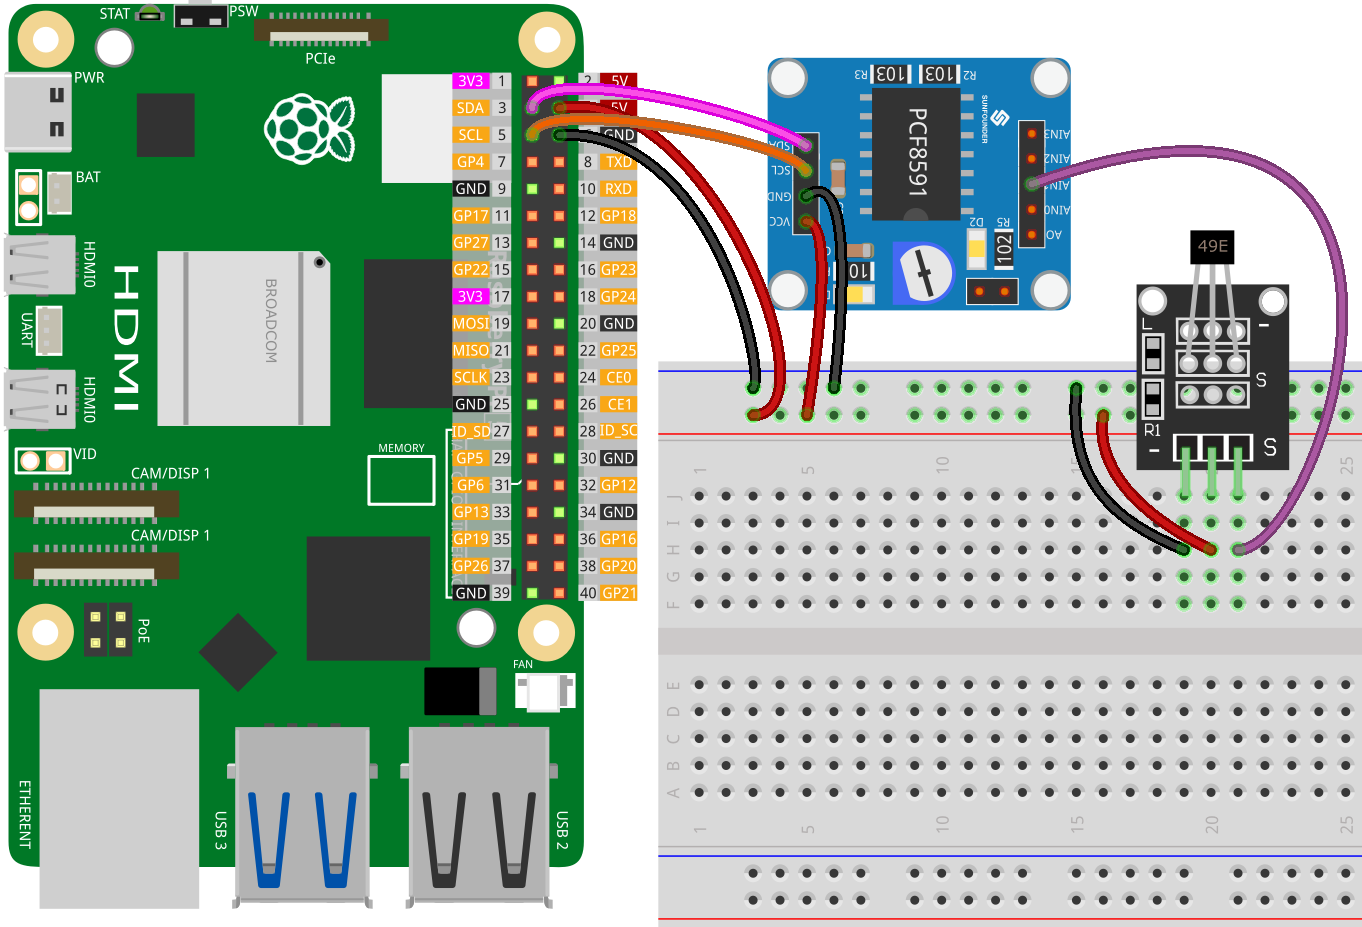 STAT
PSW
PCIe
PWR
BAT
HDMI0
UART
HDMI
HDMI0
VID
CAM/DISP 1
CAM/DISP 1
PoE
ETHERENT
USB 3
USB 2
FAN
MEMORY
BROADCOM
3V3 1 2 5V
SDA 3 5V
SCL 5 GND
GP4 7 8 TXD
GND 9 10 RXD
GP17 11 12 GP18
GP27 13 14 GND
GP22 15 16 GP23
3V3 17 18 GP24
MOSI 19 20 GND
MISO 21 22 GP25
SCLK 23 24 CE0
GND 25 26 CE1
ID_SD 27 28 ID_SC
GP5 29 30 GND
GP6 31 32 GP12
GP13 33 34 GND
GP19 35 36 GP16
GP26 37 38 GP20
GND 39 40 GP21
R3 103 103 R2
PCF8591
SUNFOUNDER
SDA
SCL
GND
VCC
AIN3
AIN2
AIN1
AIN0
AO
D2 R5
102
49E
L
-
S
R1
- S
1 5 10 15 20 25
J
I
H
G
F
E
D
C
B
A
1 5 10 15 20 25